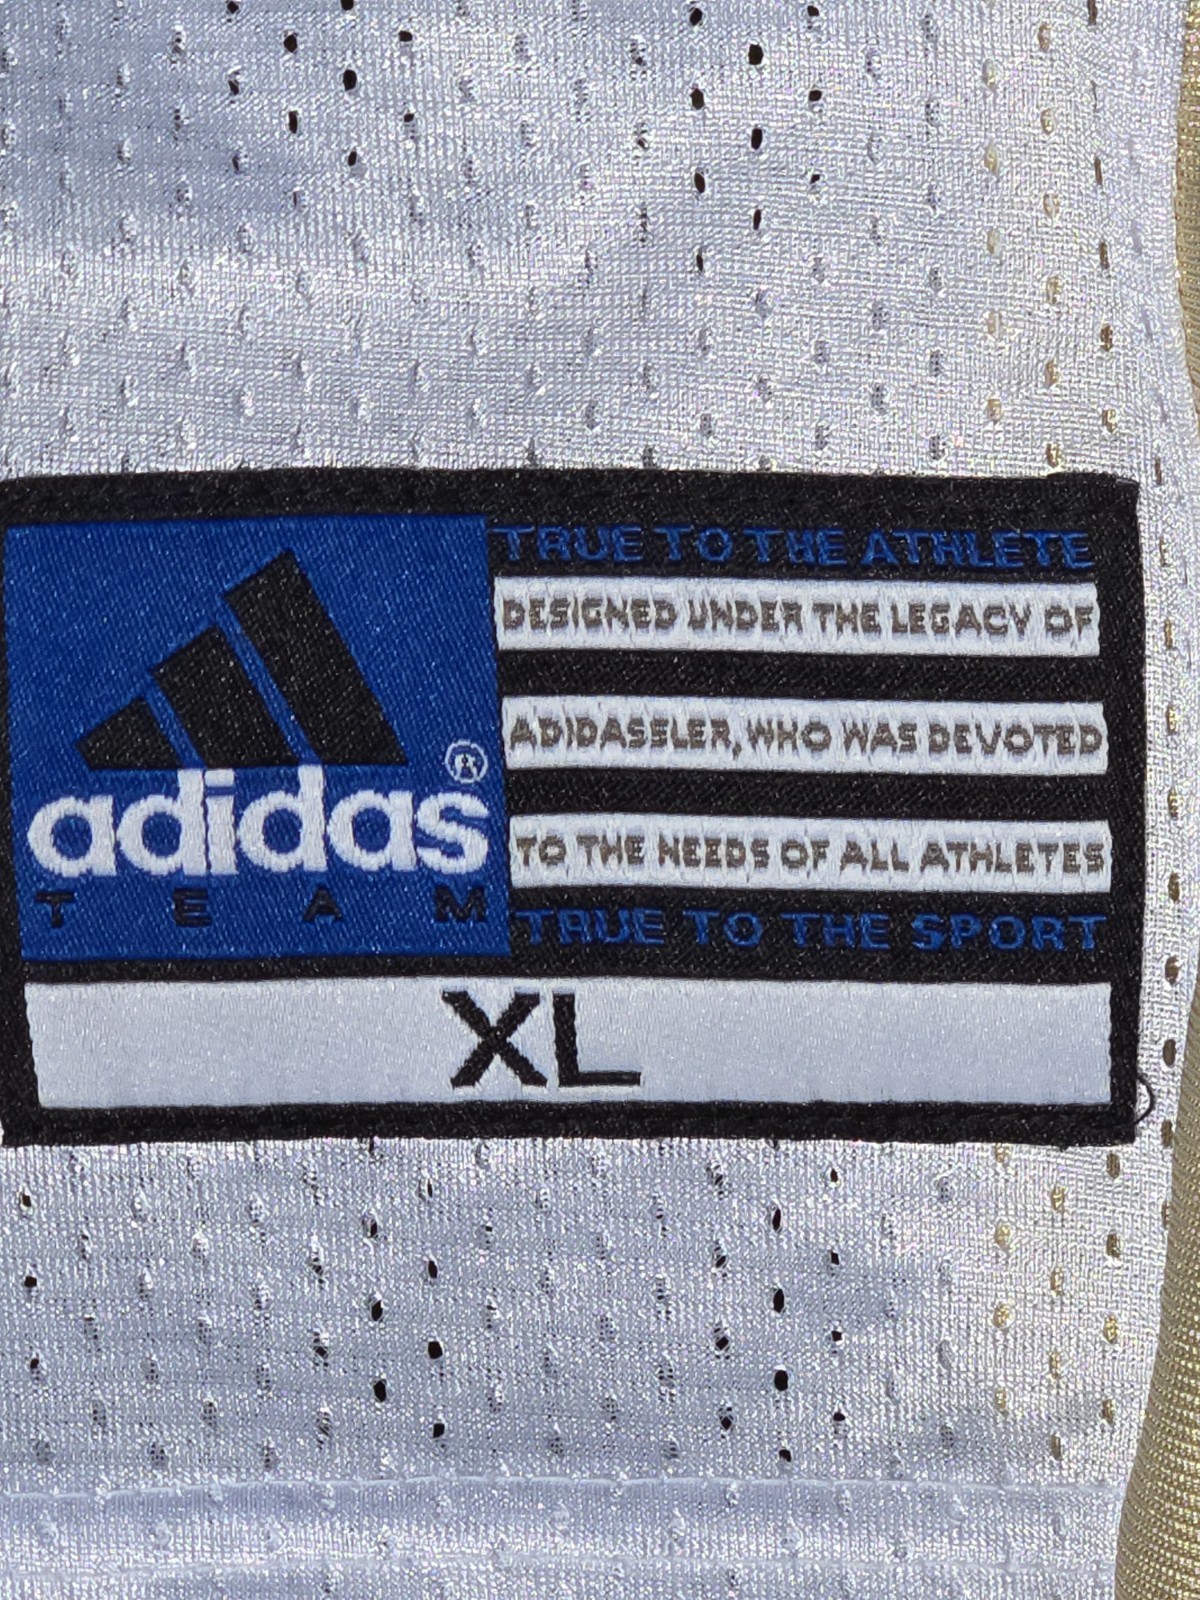 TRUE TO THE ATHLETE
DESIGNED UNDER THE LEGACY OF
ADIDASSLER, WHO WAS DEVOTED
TO THE NEEDS OF ALL ATHLETES
TRUE TO THE SPORT
adidas®
TEAM
XL